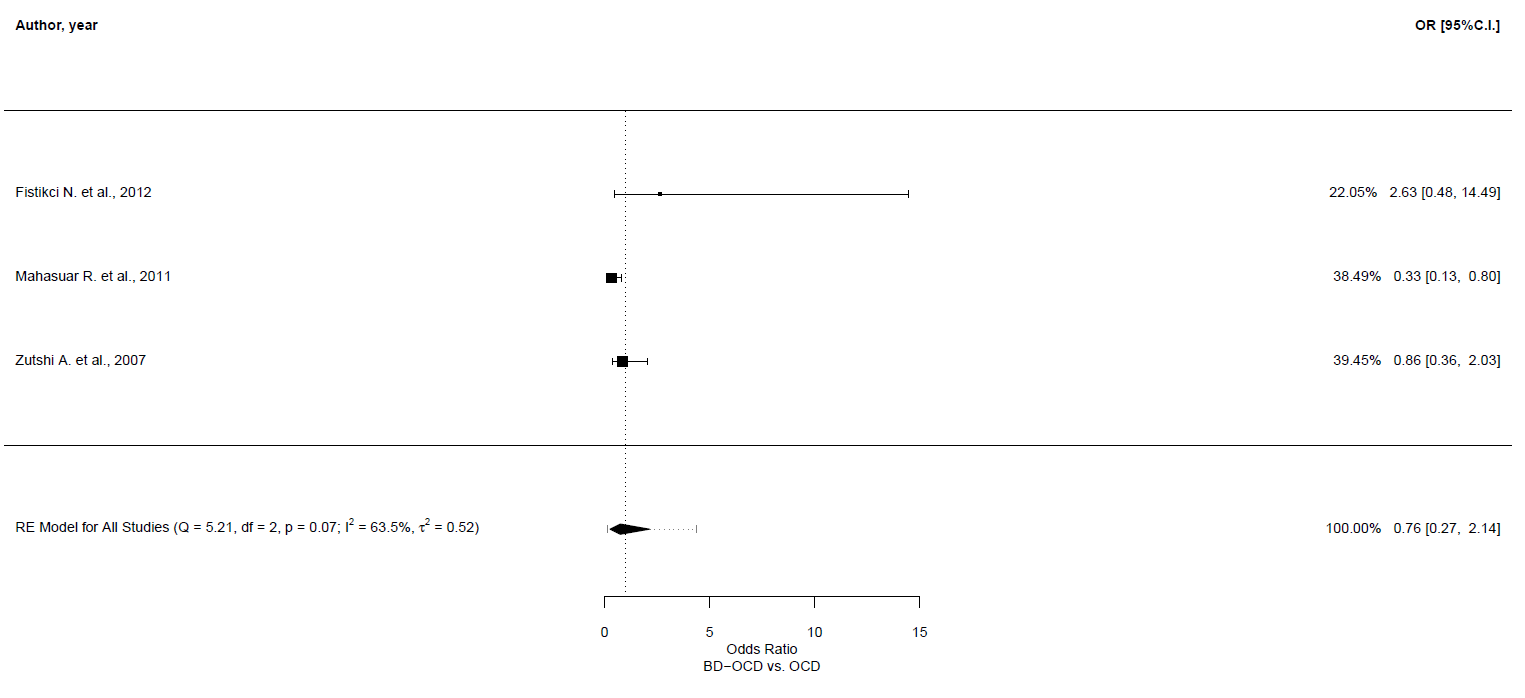 Author, year OR [95%C.I.]
Fistikci N. et al., 2012 22.05% 2.63 [0.48, 14.49]
Mahasuar R. et al., 2011 38.49% 0.33 [0.13, 0.80]
Zutshi A. et al., 2007 39.45% 0.86 [0.36, 2.03]
RE Model for All Studies (Q = 5.21, df = 2, p = 0.07; I² = 63.5%, τ² = 0.52) 100.00% 0.76 [0.27, 2.14]
0 5 10 15
Odds Ratio
BD−OCD vs. OCD